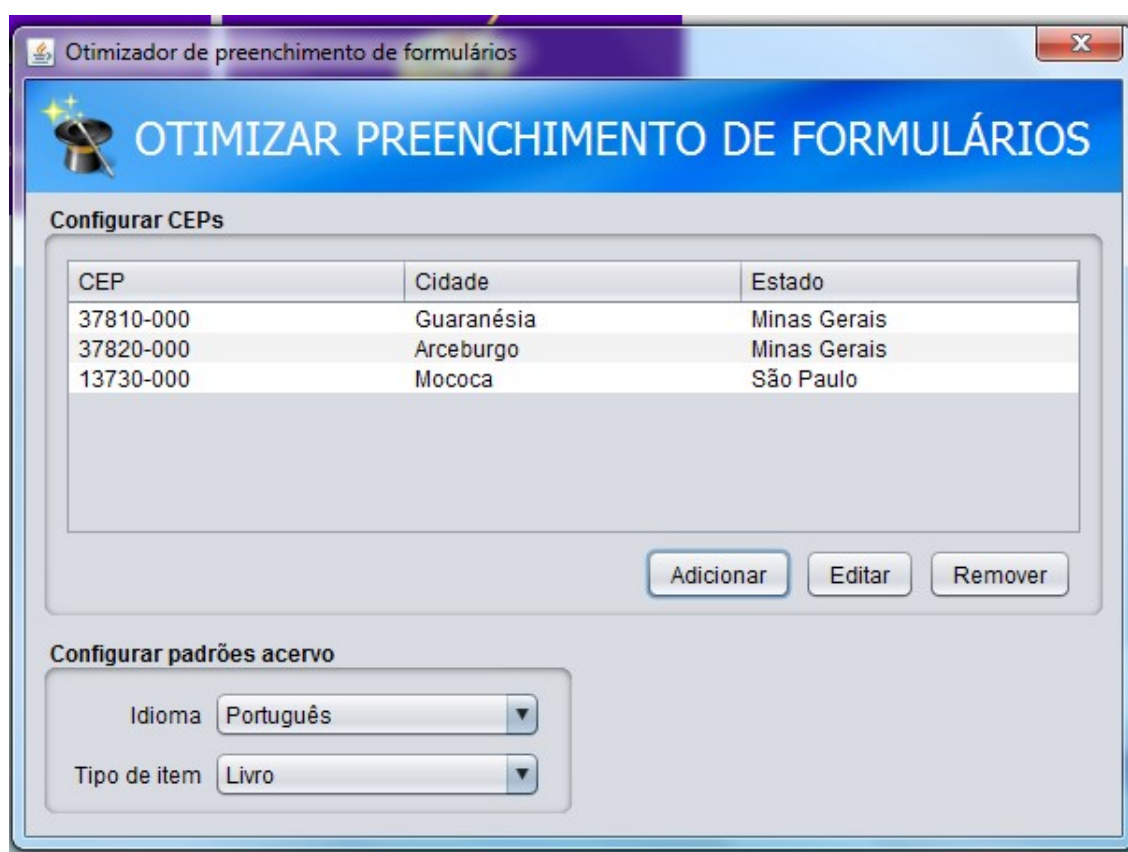 Otimizador de preenchimento de formulários
OTIMIZAR PREENCHIMENTO DE FORMULÁRIOS
Configurar CEPs
CEP Cidade Estado
37810-000 Guaranésia Minas Gerais
37820-000 Arceburgo Minas Gerais
13730-000 Mococa São Paulo
Adicionar Editar Remover
Configurar padrões acervo
Idioma Português
Tipo de item Livro